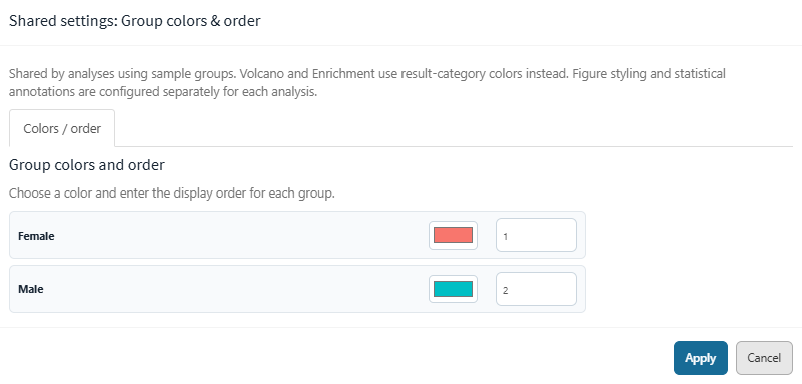 Shared settings: Group colors & order
Shared by analyses using sample groups. Volcano and Enrichment use result-category colors instead. Figure styling and statistical
annotations are configured separately for each analysis.
Colors / order
Group colors and order
Choose a color and enter the display order for each group.
Female 1
Male 2
Apply Cancel